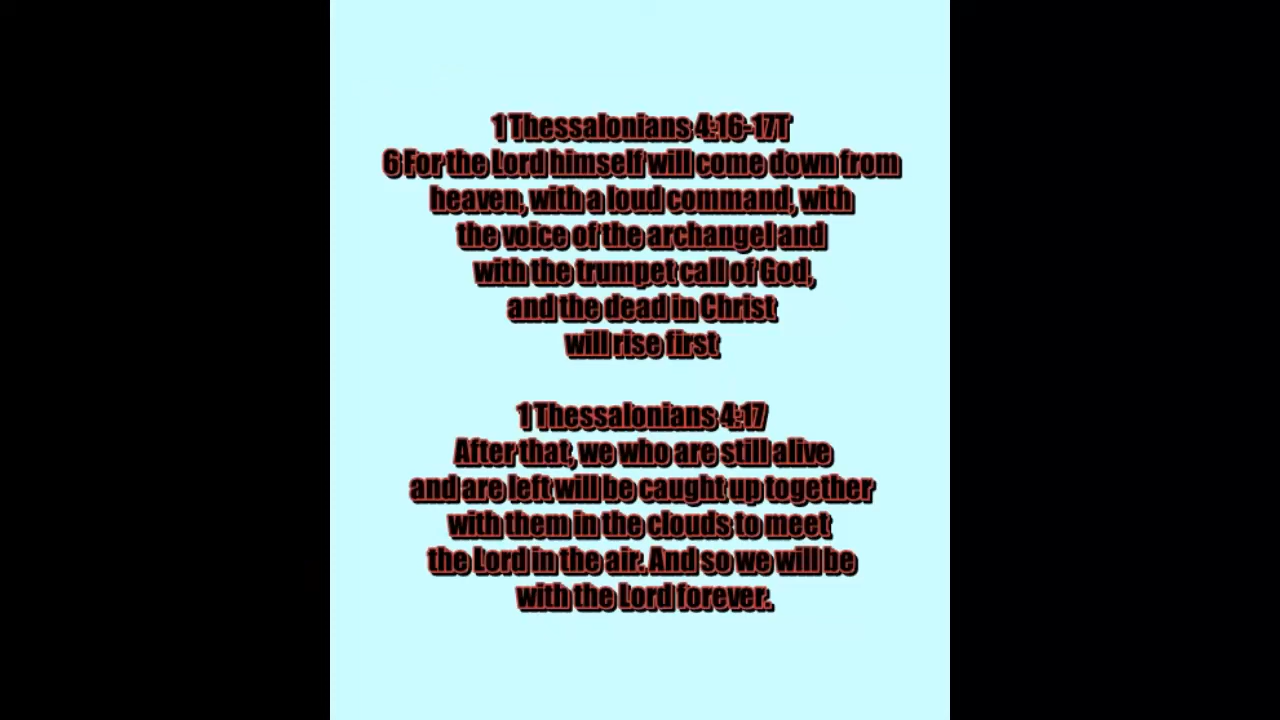 1 Thessalonians 4:16-17T
6 For the Lord himself will come down from
heaven, with a loud command, with
the voice of the archangel and
with the trumpet call of God,
and the dead in Christ
will rise first
1 Thessalonians 4:17
After that, we who are still alive
and are left will be caught up together
with them in the clouds to meet
the Lord in the air. And so we will be
with the Lord forever.